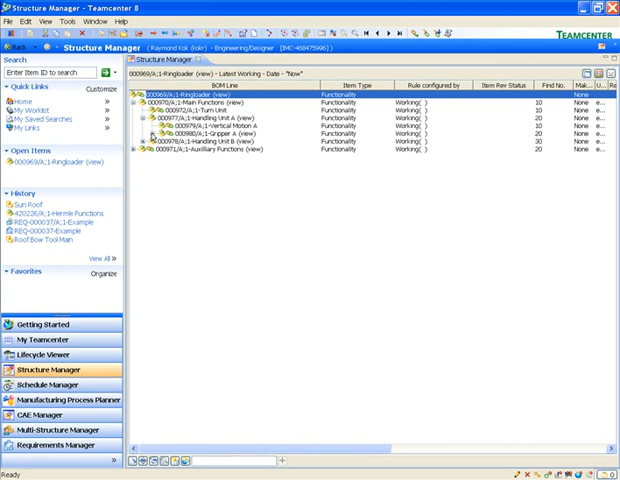 Structure Manager - Teamcenter 8
File Edit View Tools Window Help
TEAMCENTER
Back
Structure Manager ( Raymond Kok (kokr) - Engineering/Designer ) [IMC-468475996] )
Search
Enter Item ID to search
Quick Links Customize
Home
My Worklist
My Saved Searches
My Links
Open Items
000969/A;1-Ringloader (view)
History
Sun Roof
420226/A;1-Hermle Functions
REQ-000037/A;1-Example
REQ-000037/A;1-Example
Roof Bow Tool Main
View All
Favorites Organize
Getting Started
My Teamcenter
Lifecycle Viewer
Structure Manager
Schedule Manager
Manufacturing Process Planner
CAE Manager
Multi-Structure Manager
Requirements Manager
Structure Manager
000969/A;1-Ringloader (view) - Latest Working - Date - "Now"
BOM Line Item Type Rule configured by Item Rev Status Find No. Mak... U... Re
000969/A;1-Ringloader (view) Functionality None
000970/A;1-Main Functions (view) Functionality Working( ) 10 None e...
000972/A;1-Turn Unit Functionality Working( ) 10 None e...
000977/A;1-Handling Unit A (view) Functionality Working( ) 20 None e...
000979/A;1-Vertical Motion A Functionality Working( ) 10 None e...
000980/A;1-Gripper A (view) Functionality Working( ) 20 None e...
000978/A;1-Handling Unit B (view) Functionality Working( ) 30 None e...
000971/A;1-Auxilliary Functions (view) Functionality Working( ) 20 None e...
Ready
0